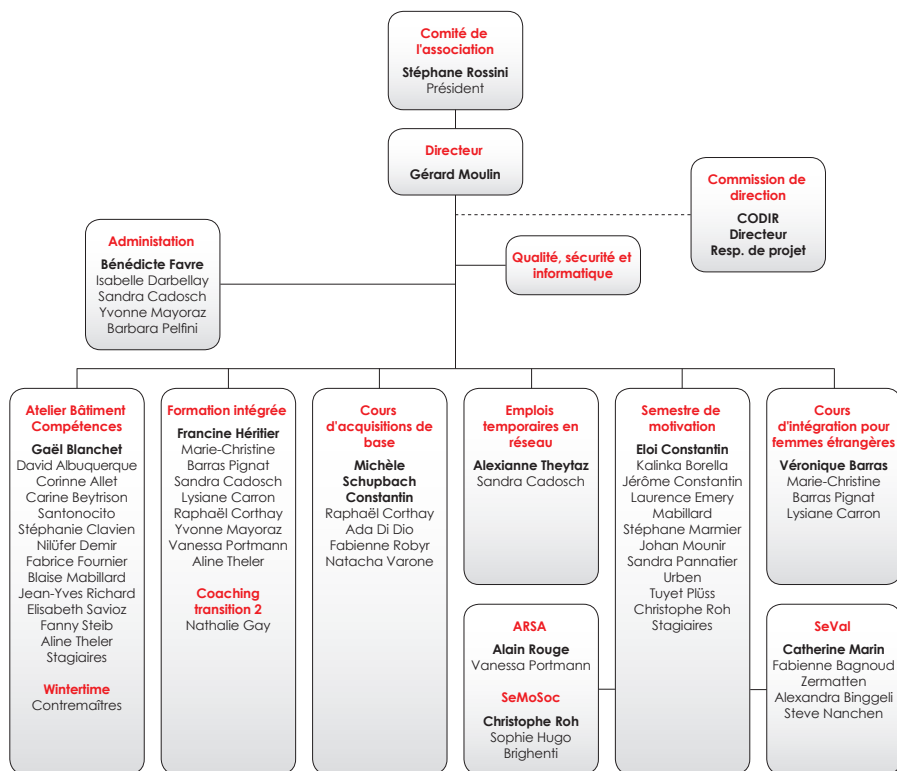 Comité de
l'association
Stéphane Rossini
Président
Directeur
Gérard Moulin
Commission de
direction
CODIR
Directeur
Resp. de projet
Administation
Bénédicte Favre
Isabelle Darbellay
Sandra Cadosch
Yvonne Mayoraz
Barbara Pelfini
Qualité, sécurité et
informatique
Atelier Bâtiment
Compétences
Gaël Blanchet
David Albuquerque
Corinne Allet
Carine Beytrison
Santonocito
Stéphanie Clavien
Nilüfer Demir
Fabrice Fournier
Blaise Mabillard
Jean-Yves Richard
Elisabeth Savioz
Fanny Steib
Aline Theler
Stagiaires
Wintertime
Contremaîtres
Formation intégrée
Francine Héritier
Marie-Christine
Barras Pignat
Sandra Cadosch
Lysiane Carron
Raphaël Corthay
Yvonne Mayoraz
Vanessa Portmann
Aline Theler
Coaching
transition 2
Nathalie Gay
Cours
d'acquisitions de
base
Michèle
Schupbach
Constantin
Raphaël Corthay
Ada Di Dio
Fabienne Robyr
Natacha Varone
Emplois
temporaires en
réseau
Alexianne Theytaz
Sandra Cadosch
ARSA
Alain Rouge
Vanessa Portmann
SeMoSoc
Christophe Roh
Sophie Hugo
Brighenti
Semestre de
motivation
Eloi Constantin
Kalinka Borella
Jérôme Constantin
Laurence Emery
Mabillard
Stéphane Marmier
Johan Mounir
Sandra Pannatier
Urben
Tuyet Plüss
Christophe Roh
Stagiaires
Cours
d'intégration pour
femmes étrangères
Véronique Barras
Marie-Christine
Barras Pignat
Lysiane Carron
SeVal
Catherine Marin
Fabienne Bagnoud
Zermatten
Alexandra Binggeli
Steve Nanchen